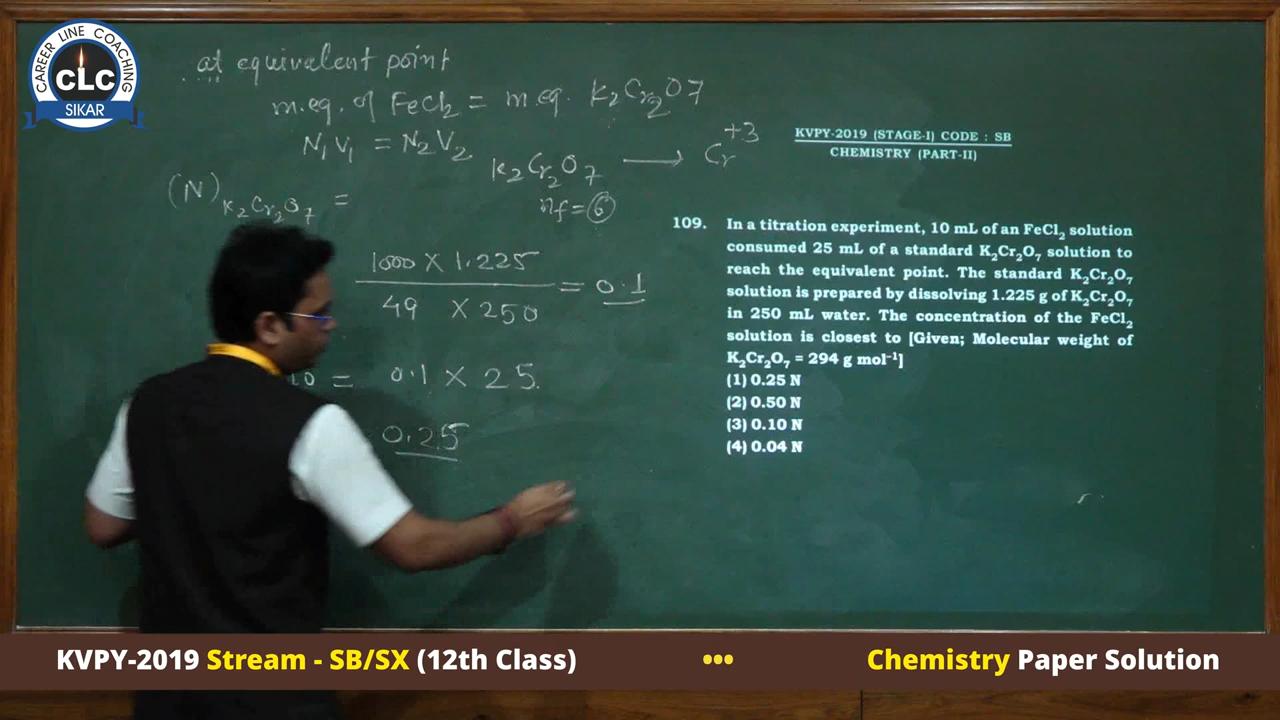 CAREER LINE COACHING
CLC
SIKAR
at equivalent point
m.eq. of FeCl2 = m.eq. K2Cr2O7
N1V1 = N2V2
K2Cr2O7 → Cr+3
nf = 6
(N)K2Cr2O7 =
1000 × 1.225
49 × 250
= 0.1
10 = 0.1 × 25
0.25
KVPY-2019 (STAGE-I) CODE : SB
CHEMISTRY (PART-II)
109. In a titration experiment, 10 mL of an FeCl2 solution
consumed 25 mL of a standard K2Cr2O7 solution to
reach the equivalent point. The standard K2Cr2O7
solution is prepared by dissolving 1.225 g of K2Cr2O7
in 250 mL water. The concentration of the FeCl2
solution is closest to [Given; Molecular weight of
K2Cr2O7 = 294 g mol–1]
(1) 0.25 N
(2) 0.50 N
(3) 0.10 N
(4) 0.04 N
KVPY-2019 Stream - SB/SX (12th Class) ••• Chemistry Paper Solution